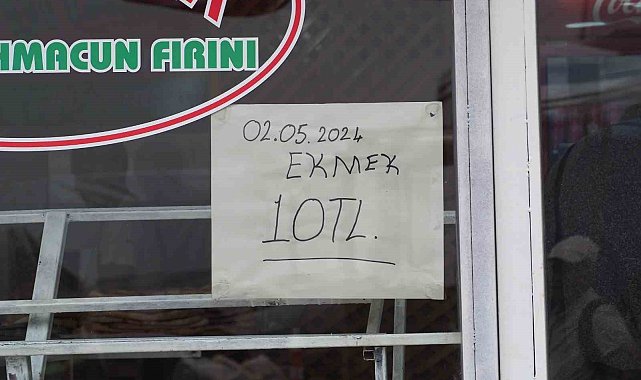 HMACUN FIRINI
02.05.2024
EKMEK
10TL.